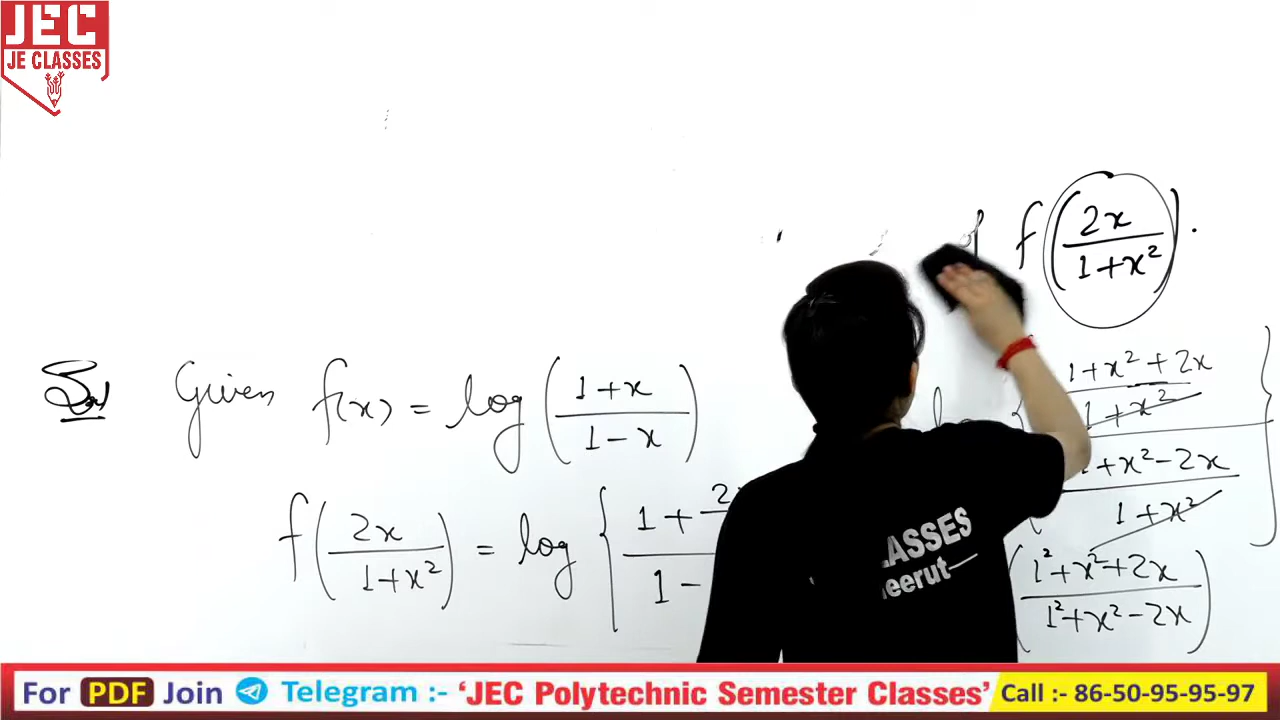 JEC
JE CLASSES
of f(2x/1+x²).
Sol Given f(x) = log(1+x/1-x)
f(2x/1+x²) = log{1+2
1-
1+x²+2x
1+x²
1+x²-2x
1+x²
(1²+x²+2x/1²+x²-2x)
LASSES
eerut
For PDF Join Telegram :- 'JEC Polytechnic Semester Classes' Call :- 86-50-95-95-97